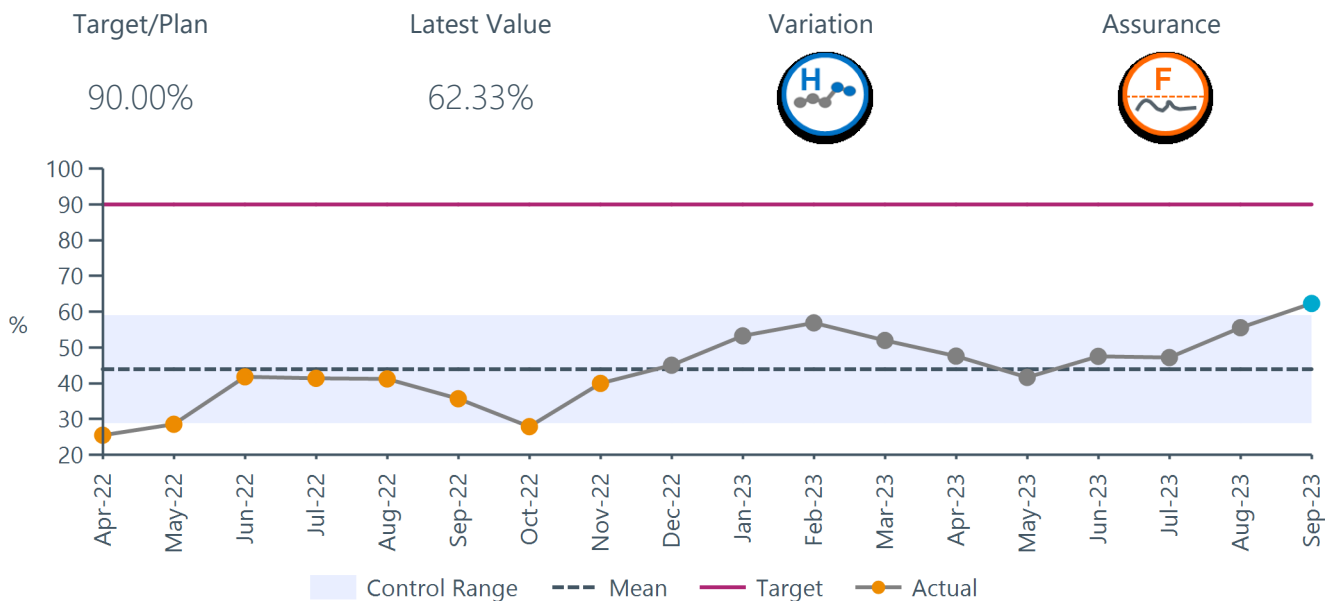 Target/Plan Latest Value Variation Assurance
90.00% 62.33% H F
100
90
80
70
60
50
40
30
20
%
Apr-22 May-22 Jun-22 Jul-22 Aug-22 Sep-22 Oct-22 Nov-22 Dec-22 Jan-23 Feb-23 Mar-23 Apr-23 May-23 Jun-23 Jul-23 Aug-23 Sep-23
Control Range Mean Target Actual